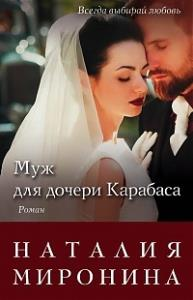 Всегда выбирай любовь
Муж
для дочери Карабаса
Роман
НАТАЛИЯ
МИРОНИНА